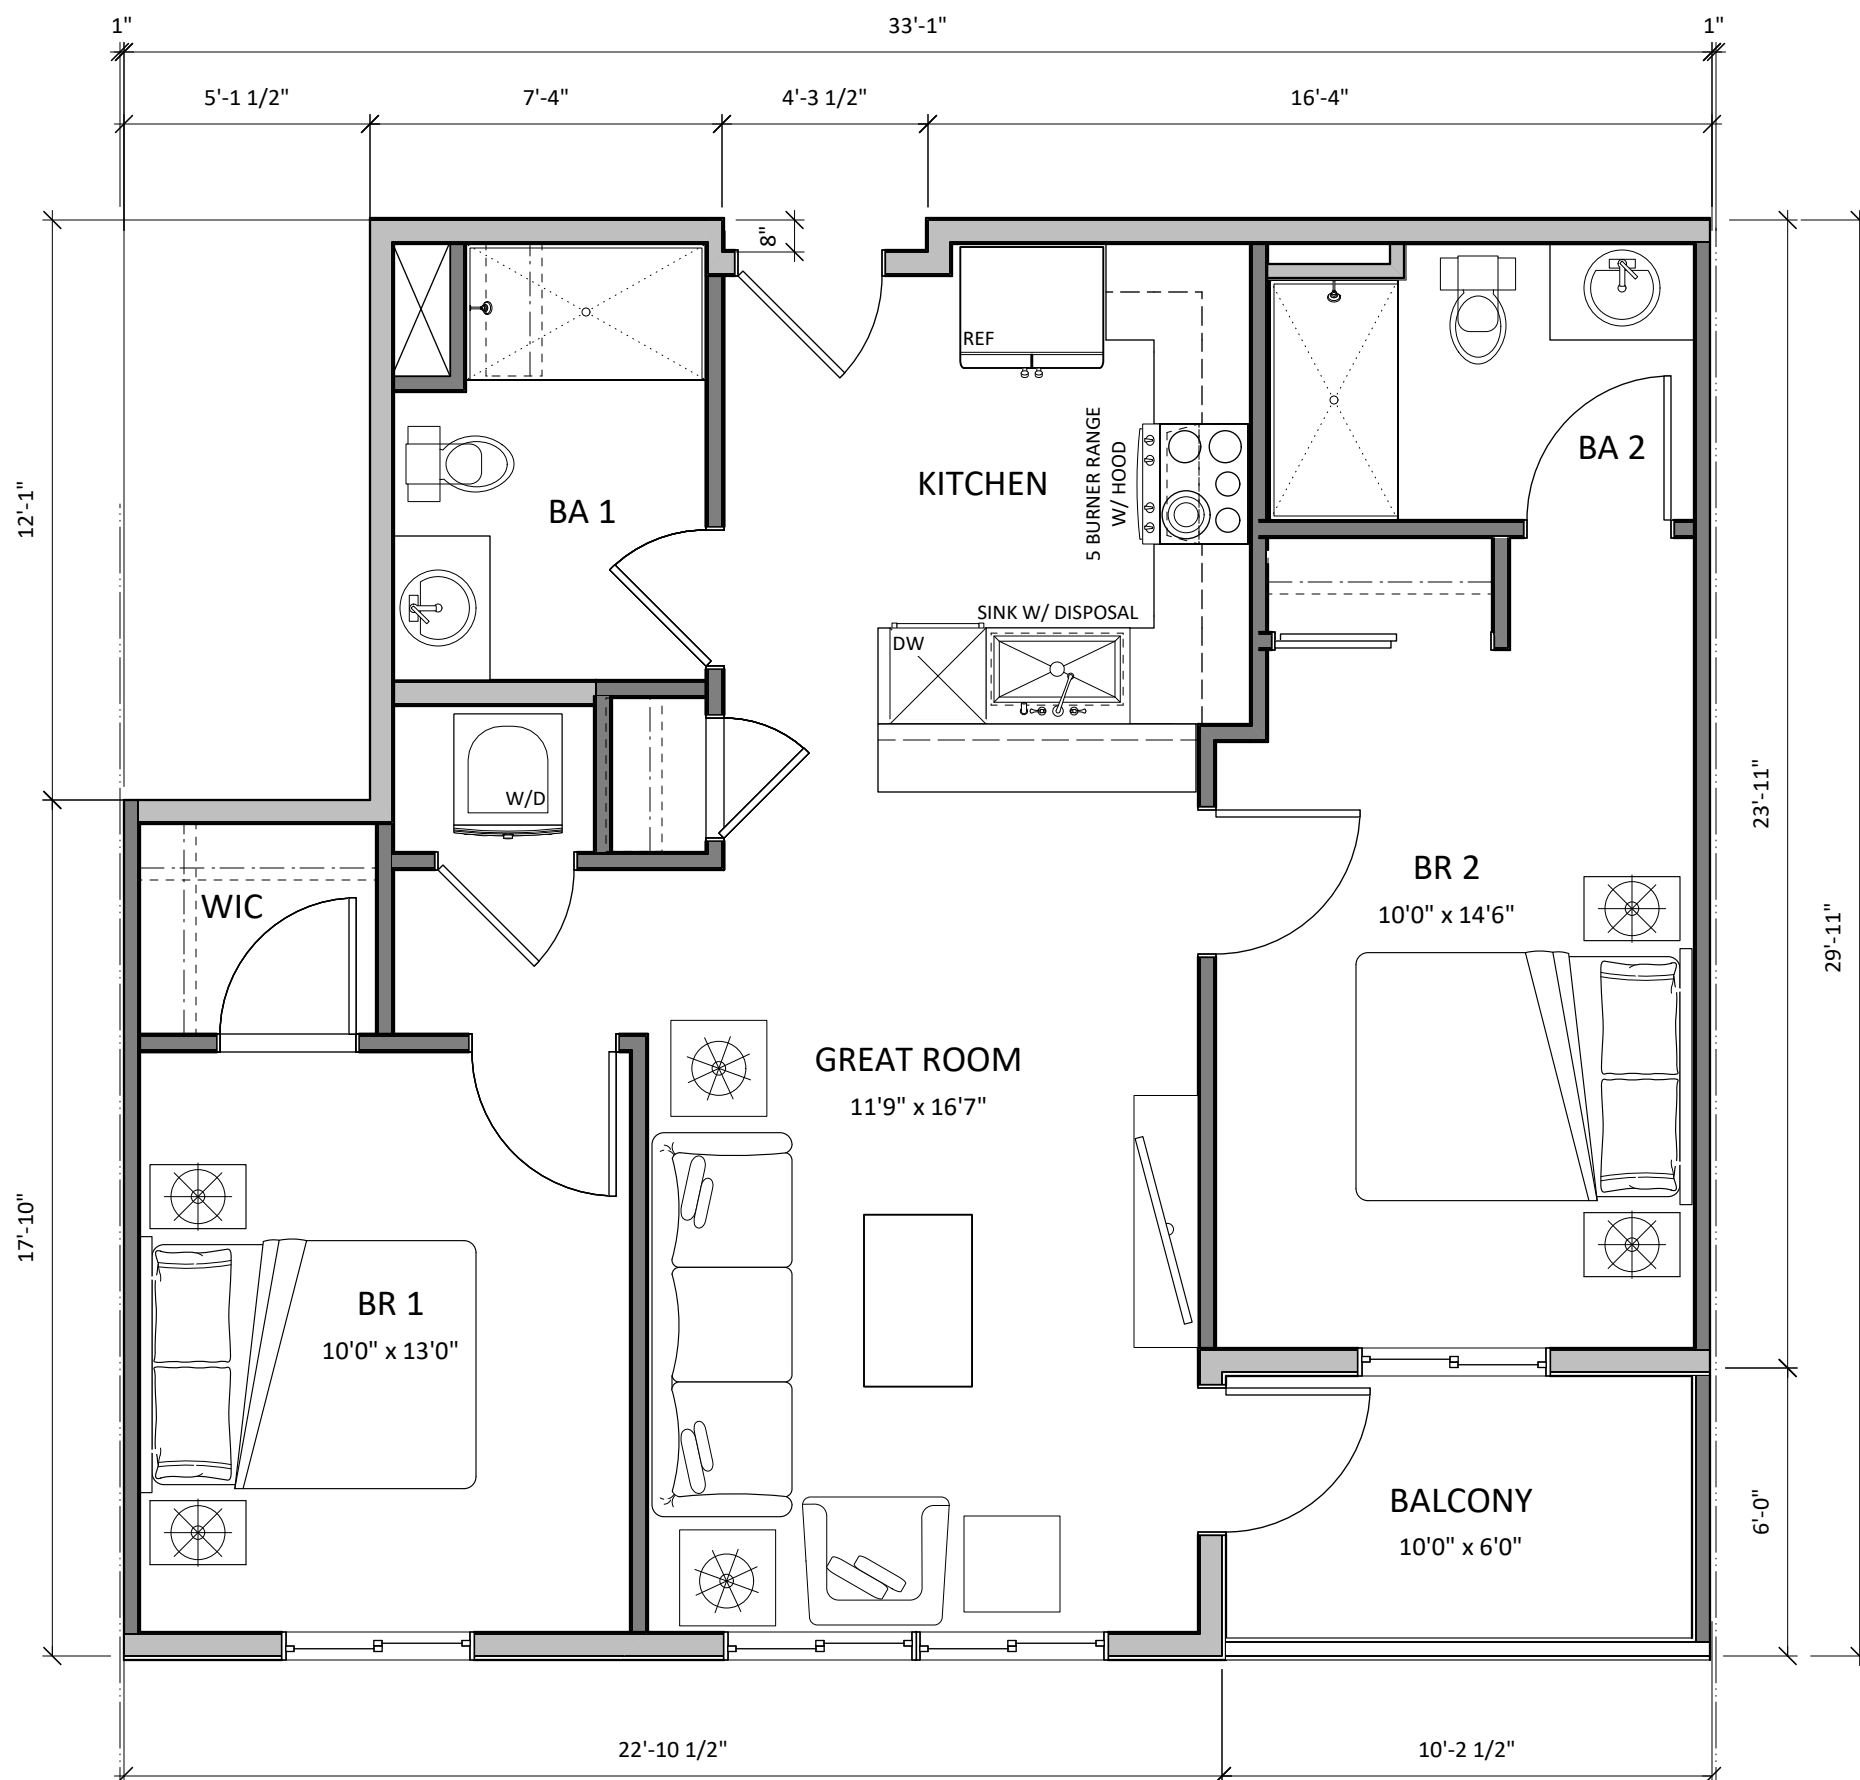 1"
33'-1"
1"
5'-1 1/2"
7'-4"
4'-3 1/2"
16'-4"
8"
REF
12'-1"
BA 1
KITCHEN
5 BURNER RANGE
W/ HOOD
BA 2
SINK W/ DISPOSAL
DW
W/D
23'-11"
WIC
BR 2
10'0" x 14'6"
29'-11"
GREAT ROOM
11'9" x 16'7"
17'-10"
BR 1
10'0" x 13'0"
BALCONY
10'0" x 6'0"
6'-0"
22'-10 1/2"
10'-2 1/2"